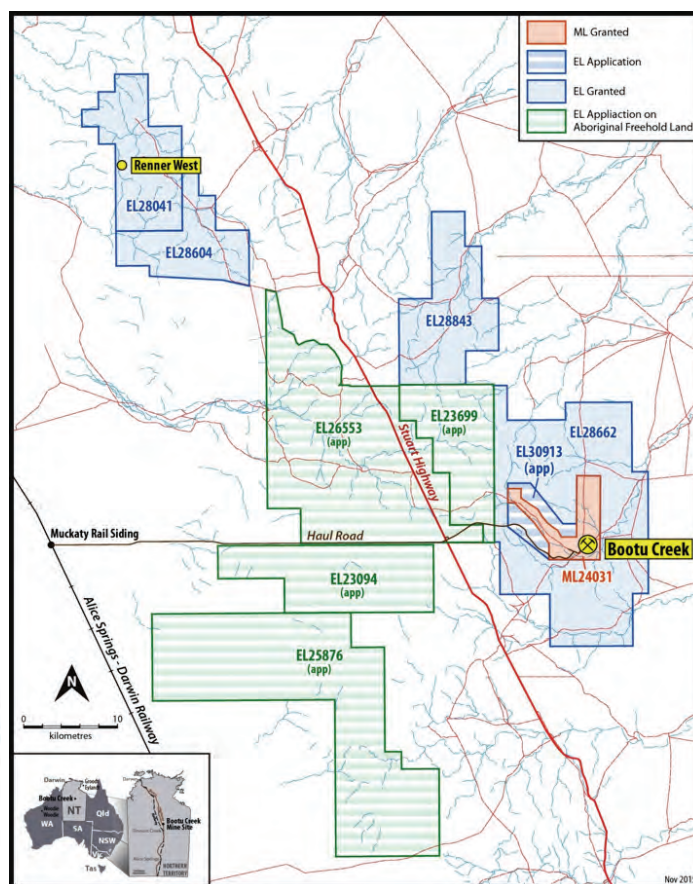 ML Granted
EL Application
EL Granted
EL Appliaction on
Aboriginal Freehold Land
Renner West
EL28041
EL28604
EL28843
EL26553
(app)
EL23699
(app)
Stuart Highway
EL28662
EL30913
(app)
Muckaty Rail Siding
Haul Road
Bootu Creek
ML24031
EL23094
(app)
EL25876
(app)
Alice Springs - Darwin Railway
N
0
10
kilometres
Darwin
Bootu Creek
NT
WA
Qld
SA
NSW
Tas
Bootu Creek
Mine Site
NORTHERN
TERRITORY